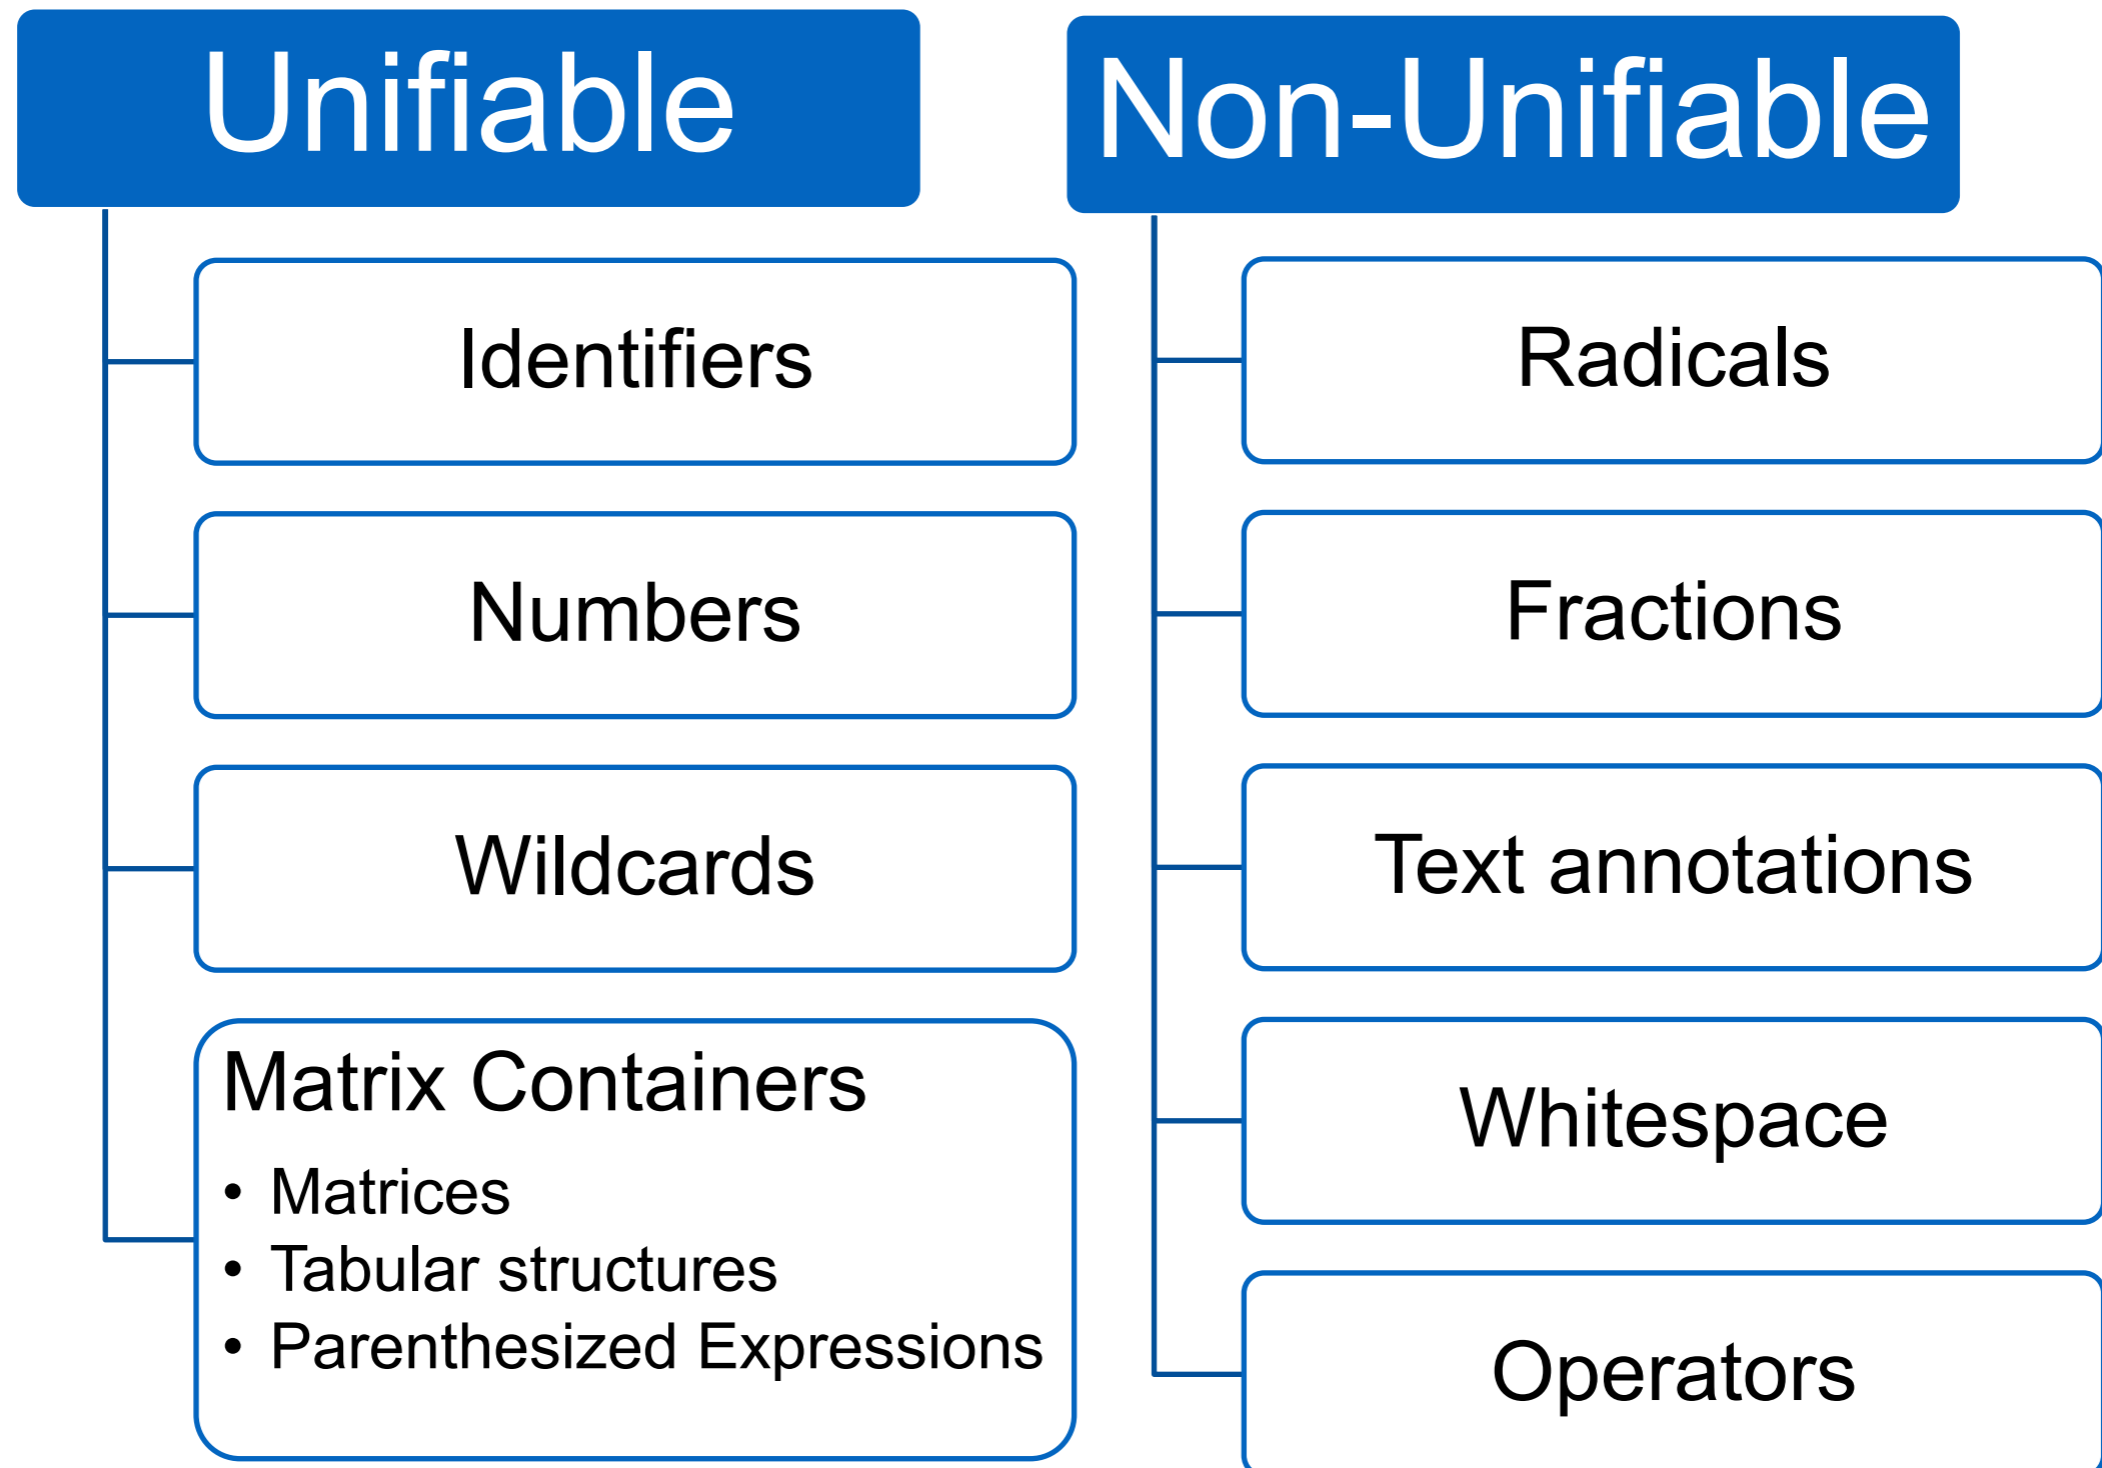 Unifiable
Identifiers
Numbers
Wildcards
Matrix Containers
• Matrices
• Tabular structures
• Parenthesized Expressions
Non-Unifiable
Radicals
Fractions
Text annotations
Whitespace
Operators